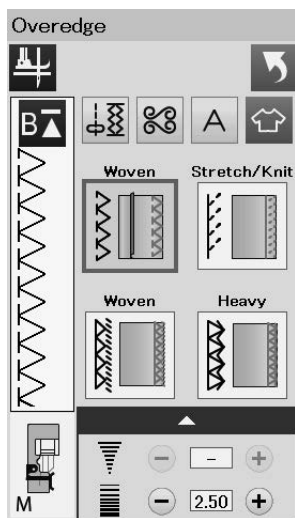 Overedge
B
A
Woven Stretch/Knit
Woven Heavy
M
− - +
− 2.50 +